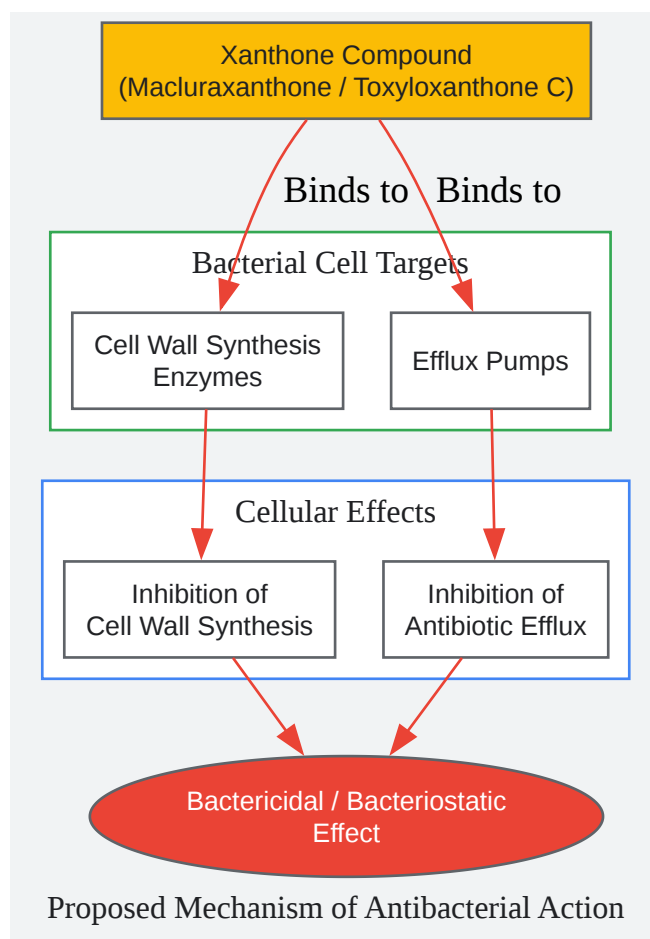 Xanthone Compound
(Macluraxanthone / Toxyloxanthone C)
Binds to
Binds to
Bacterial Cell Targets
Cell Wall Synthesis
Enzymes
Efflux Pumps
Cellular Effects
Inhibition of
Cell Wall Synthesis
Inhibition of
Antibiotic Efflux
Bactericidal / Bacteriostatic
Effect
Proposed Mechanism of Antibacterial Action